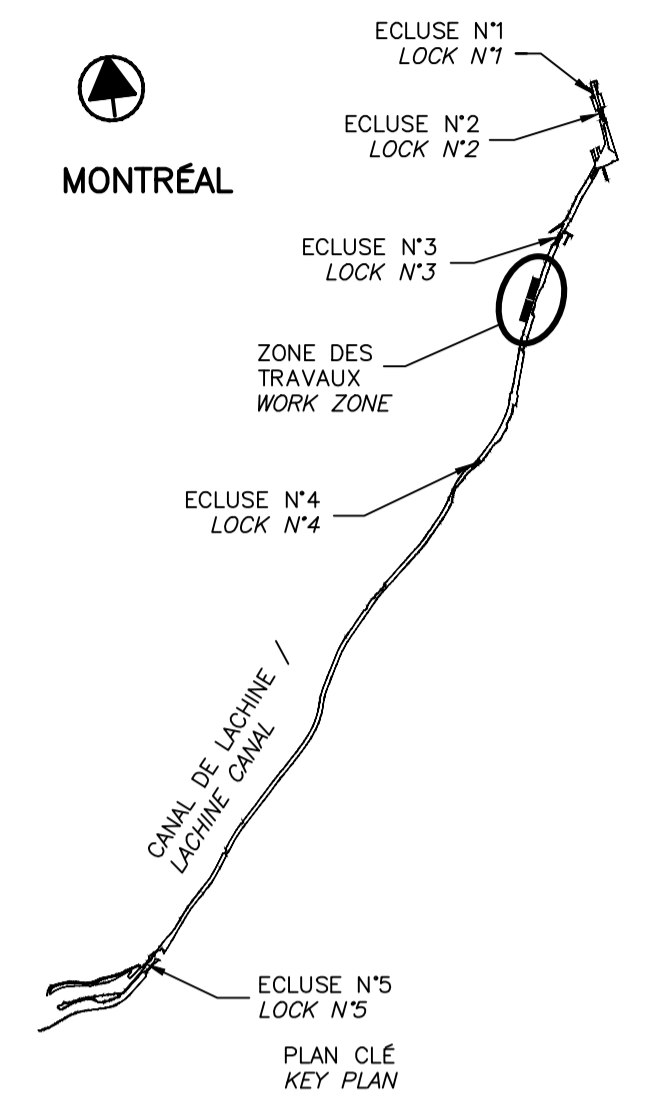 ECLUSE N°1
LOCK N°1
ECLUSE N°2
LOCK N°2
MONTRÉAL
ECLUSE N°3
LOCK N°3
ZONE DES
TRAVAUX
WORK ZONE
ECLUSE N°4
LOCK N°4
CANAL DE LACHINE /
LACHINE CANAL
ECLUSE N°5
LOCK N°5
PLAN CLÉ
KEY PLAN